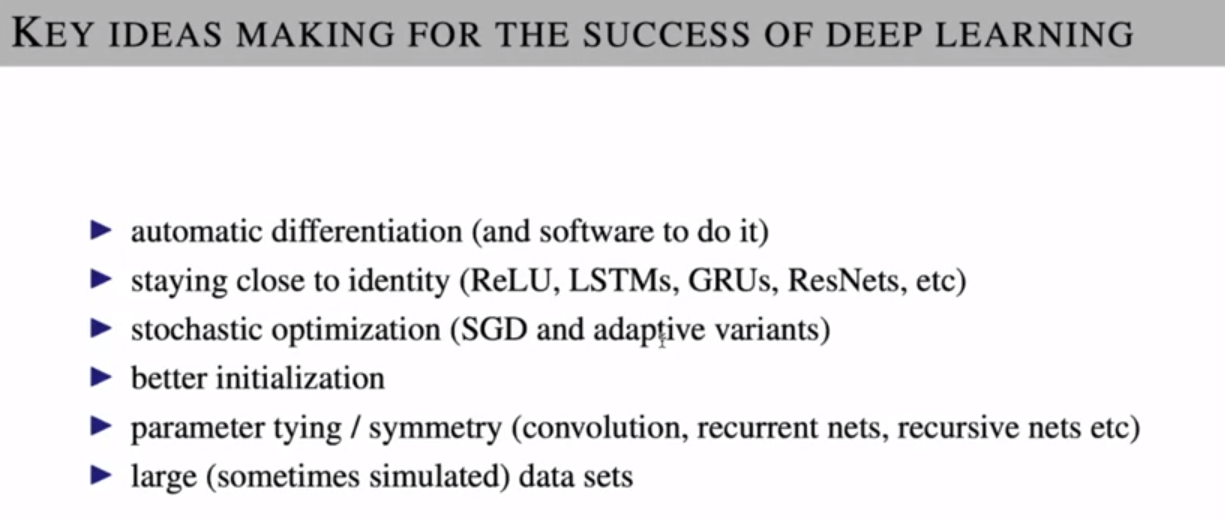 KEY IDEAS MAKING FOR THE SUCCESS OF DEEP LEARNING
automatic differentiation (and software to do it)
staying close to identity (ReLU, LSTMs, GRUs, ResNets, etc)
stochastic optimization (SGD and adaptive variants)
better initialization
parameter tying / symmetry (convolution, recurrent nets, recursive nets etc)
large (sometimes simulated) data sets